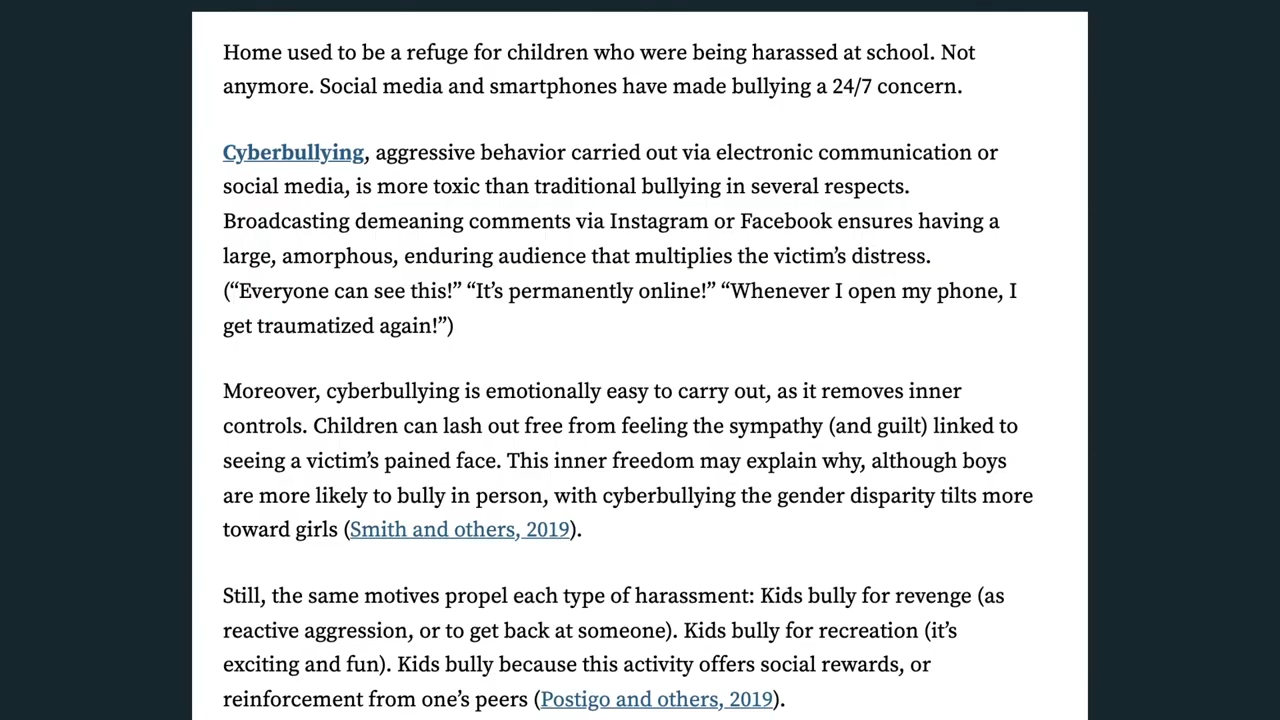 Home used to be a refuge for children who were being harassed at school. Not
anymore. Social media and smartphones have made bullying a 24/7 concern.
Cyberbullying, aggressive behavior carried out via electronic communication or
social media, is more toxic than traditional bullying in several respects.
Broadcasting demeaning comments via Instagram or Facebook ensures having a
large, amorphous, enduring audience that multiplies the victim’s distress.
(“Everyone can see this!” “It’s permanently online!” “Whenever I open my phone, I
get traumatized again!”)
Moreover, cyberbullying is emotionally easy to carry out, as it removes inner
controls. Children can lash out free from feeling the sympathy (and guilt) linked to
seeing a victim’s pained face. This inner freedom may explain why, although boys
are more likely to bully in person, with cyberbullying the gender disparity tilts more
toward girls (Smith and others, 2019).
Still, the same motives propel each type of harassment: Kids bully for revenge (as
reactive aggression, or to get back at someone). Kids bully for recreation (it’s
exciting and fun). Kids bully because this activity offers social rewards, or
reinforcement from one’s peers (Postigo and others, 2019).